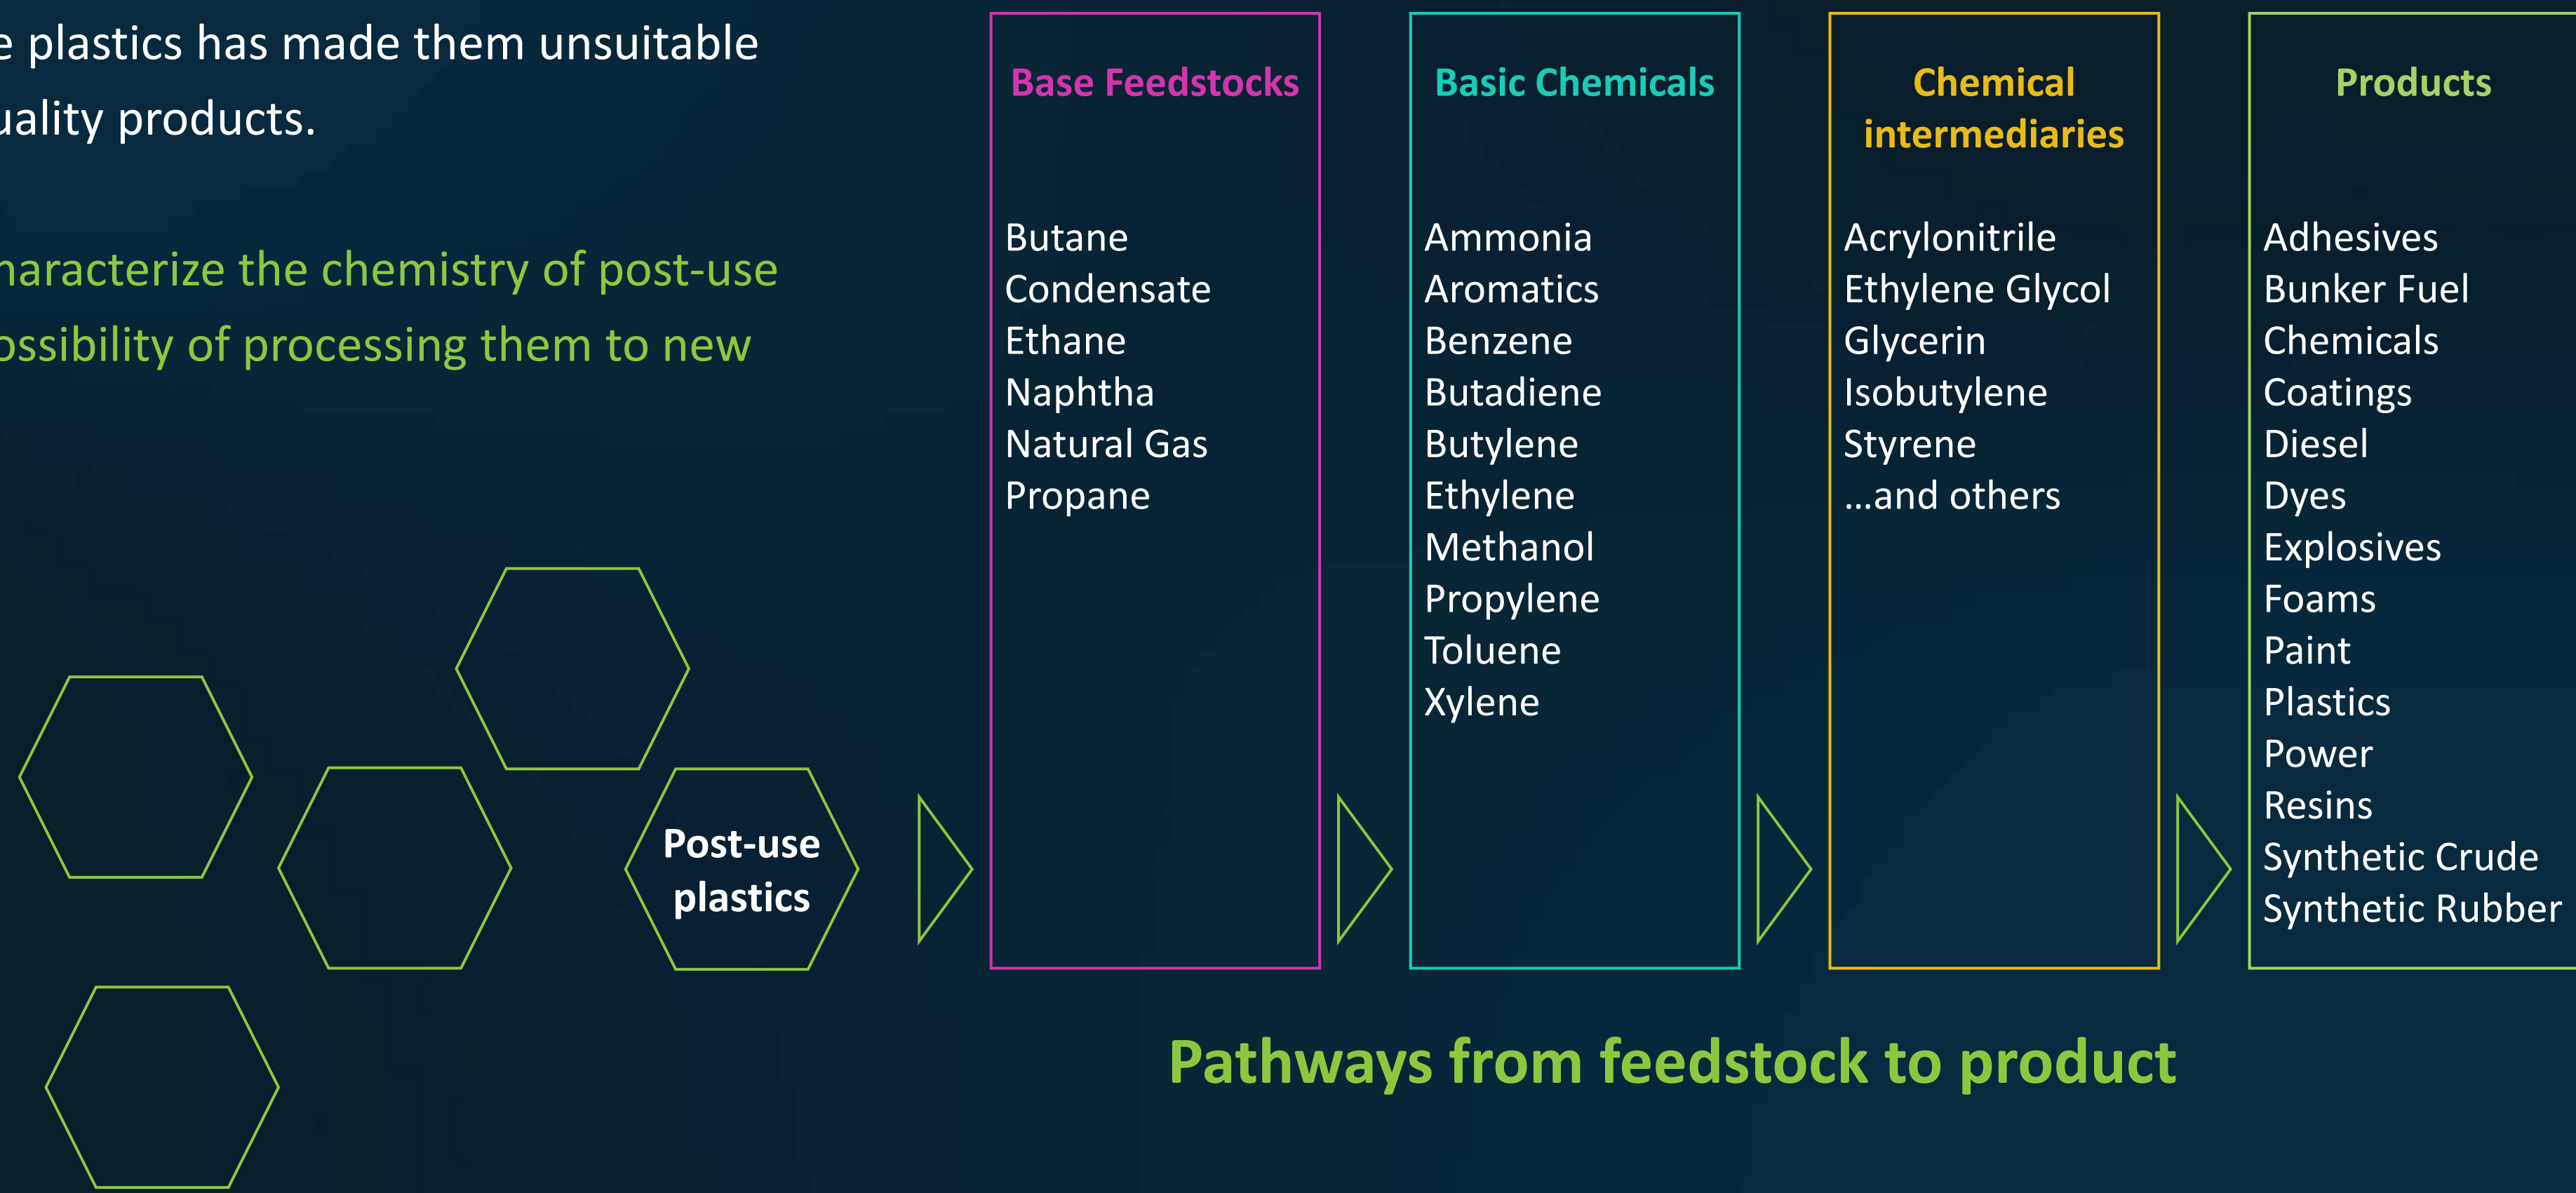 e plastics has made them unsuitable
uality products.
haracterize the chemistry of post-use
ossibility of processing them to new
Post-use
plastics
Base Feedstocks
Butane
Condensate
Ethane
Naphtha
Natural Gas
Propane
Basic Chemicals
Ammonia
Aromatics
Benzene
Butadiene
Butylene
Ethylene
Methanol
Propylene
Toluene
Xylene
Chemical
intermediaries
Acrylonitrile
Ethylene Glycol
Glycerin
Isobutylene
Styrene
...and others
Products
Adhesives
Bunker Fuel
Chemicals
Coatings
Diesel
Dyes
Explosives
Foams
Paint
Plastics
Power
Resins
Synthetic Crude
Synthetic Rubber
Pathways from feedstock to product